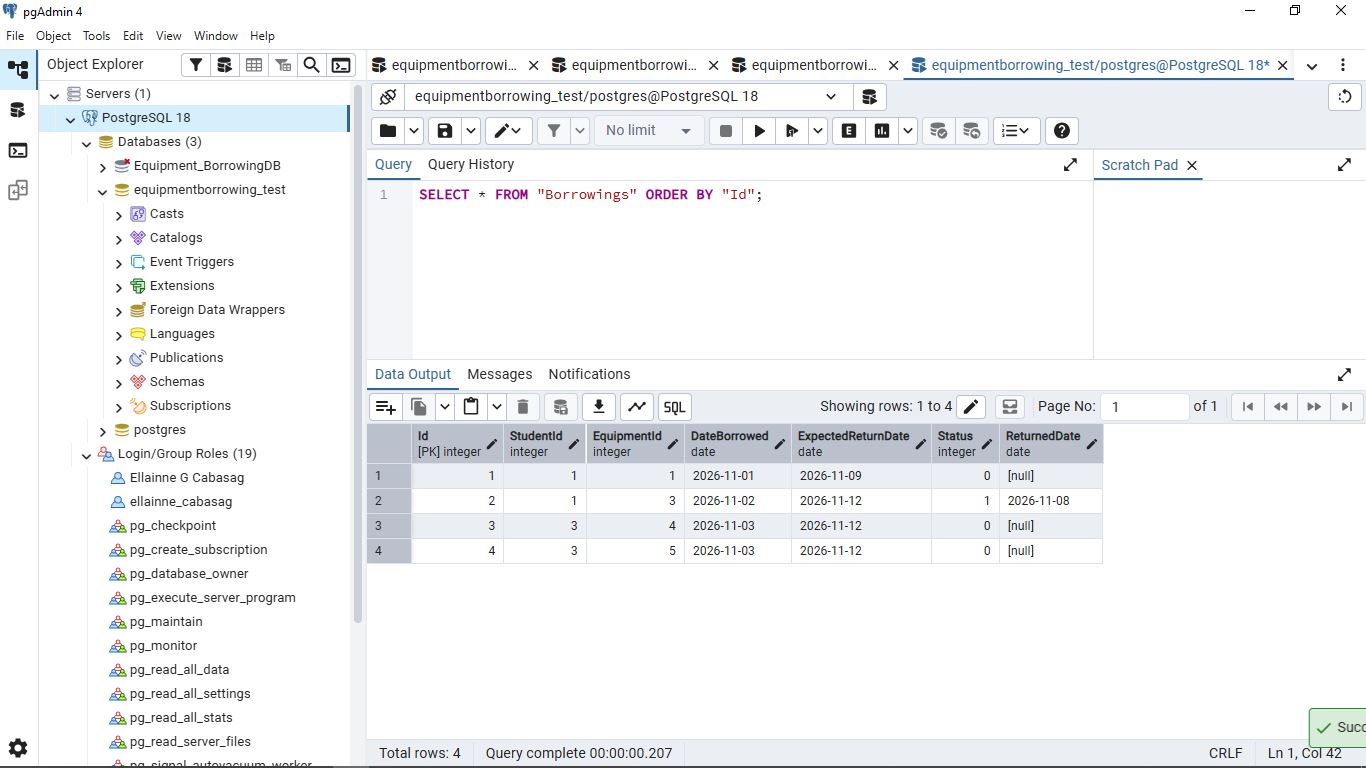 pgAdmin 4
File Object Tools Edit View Window Help
Object Explorer
Servers (1)
PostgreSQL 18
Databases (3)
Equipment_BorrowingDB
equipmentborrowing_test
Casts
Catalogs
Event Triggers
Extensions
Foreign Data Wrappers
Languages
Publications
Schemas
Subscriptions
postgres
Login/Group Roles (19)
Ellainne G Cabasag
ellainne_cabasag
pg_checkpoint
pg_create_subscription
pg_database_owner
pg_execute_server_program
pg_maintain
pg_monitor
pg_read_all_data
pg_read_all_settings
pg_read_all_stats
pg_read_server_files
pg_signal_autovacuum_worker
equipmentborrowi... equipmentborrowi... equipmentborrowi... equipmentborrowing_test/postgres@PostgreSQL 18*
equipmentborrowing_test/postgres@PostgreSQL 18
No limit E
Query Query History Scratch Pad
1 SELECT * FROM "Borrowings" ORDER BY "Id";
Data Output Messages Notifications
SQL Showing rows: 1 to 4 Page No: 1 of 1
Id StudentId EquipmentId DateBorrowed ExpectedReturnDate Status ReturnedDate
[PK] integer integer integer date date integer date
1 1 1 1 2026-11-01 2026-11-09 0 [null]
2 2 1 3 2026-11-02 2026-11-12 1 2026-11-08
3 3 3 4 2026-11-03 2026-11-12 0 [null]
4 4 3 5 2026-11-03 2026-11-12 0 [null]
Succ
Total rows: 4 Query complete 00:00:00.207 CRLF Ln 1, Col 42